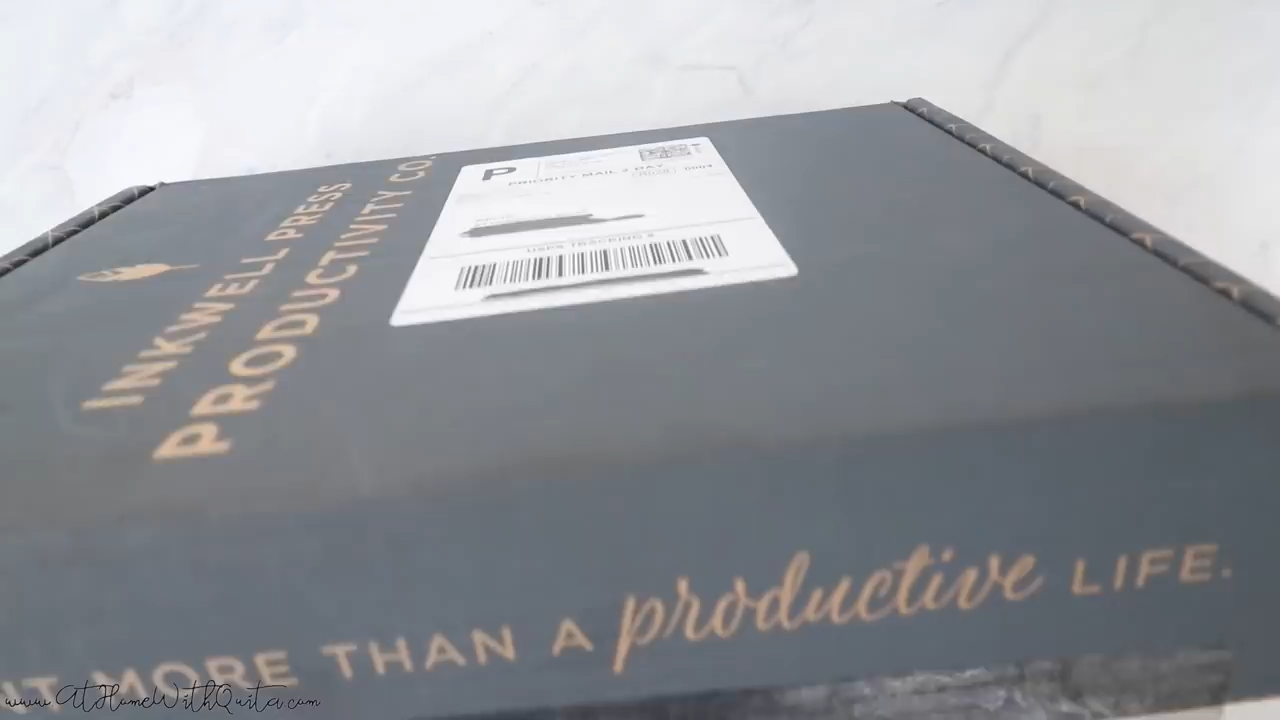 INKWELL PRESS
PRODUCTIVITY CO.
P
PRIORITY MAIL 2-DAY
USPS TRACKING #
MORE THAN A productive LIFE.
www.AtHomeWithQuita.com